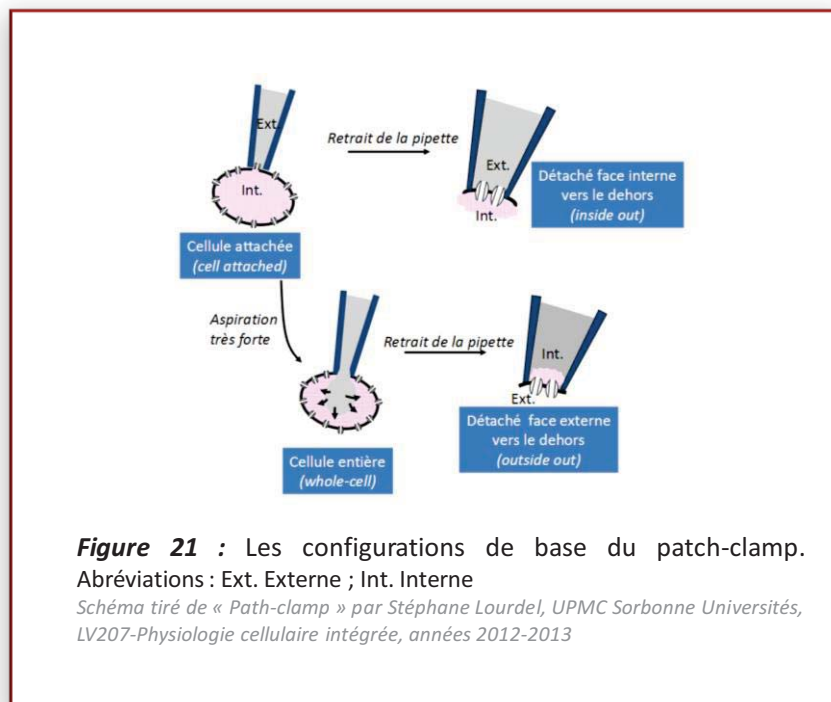 Ext.
Retrait de la pipette
Int.
Ext.
Int.
Détaché face interne
vers le dehors
(inside out)
Cellule attachée
(cell attached)
Aspiration
très forte
Retrait de la pipette
Int.
Ext.
Détaché face externe
vers le dehors
(outside out)
Cellule entière
(whole-cell)
Figure 21 : Les configurations de base du patch-clamp.
Abréviations : Ext. Externe ; Int. Interne
Schéma tiré de « Path-clamp » par Stéphane Lourdel, UPMC Sorbonne Universités,
LV207-Physiologie cellulaire intégrée, années 2012-2013